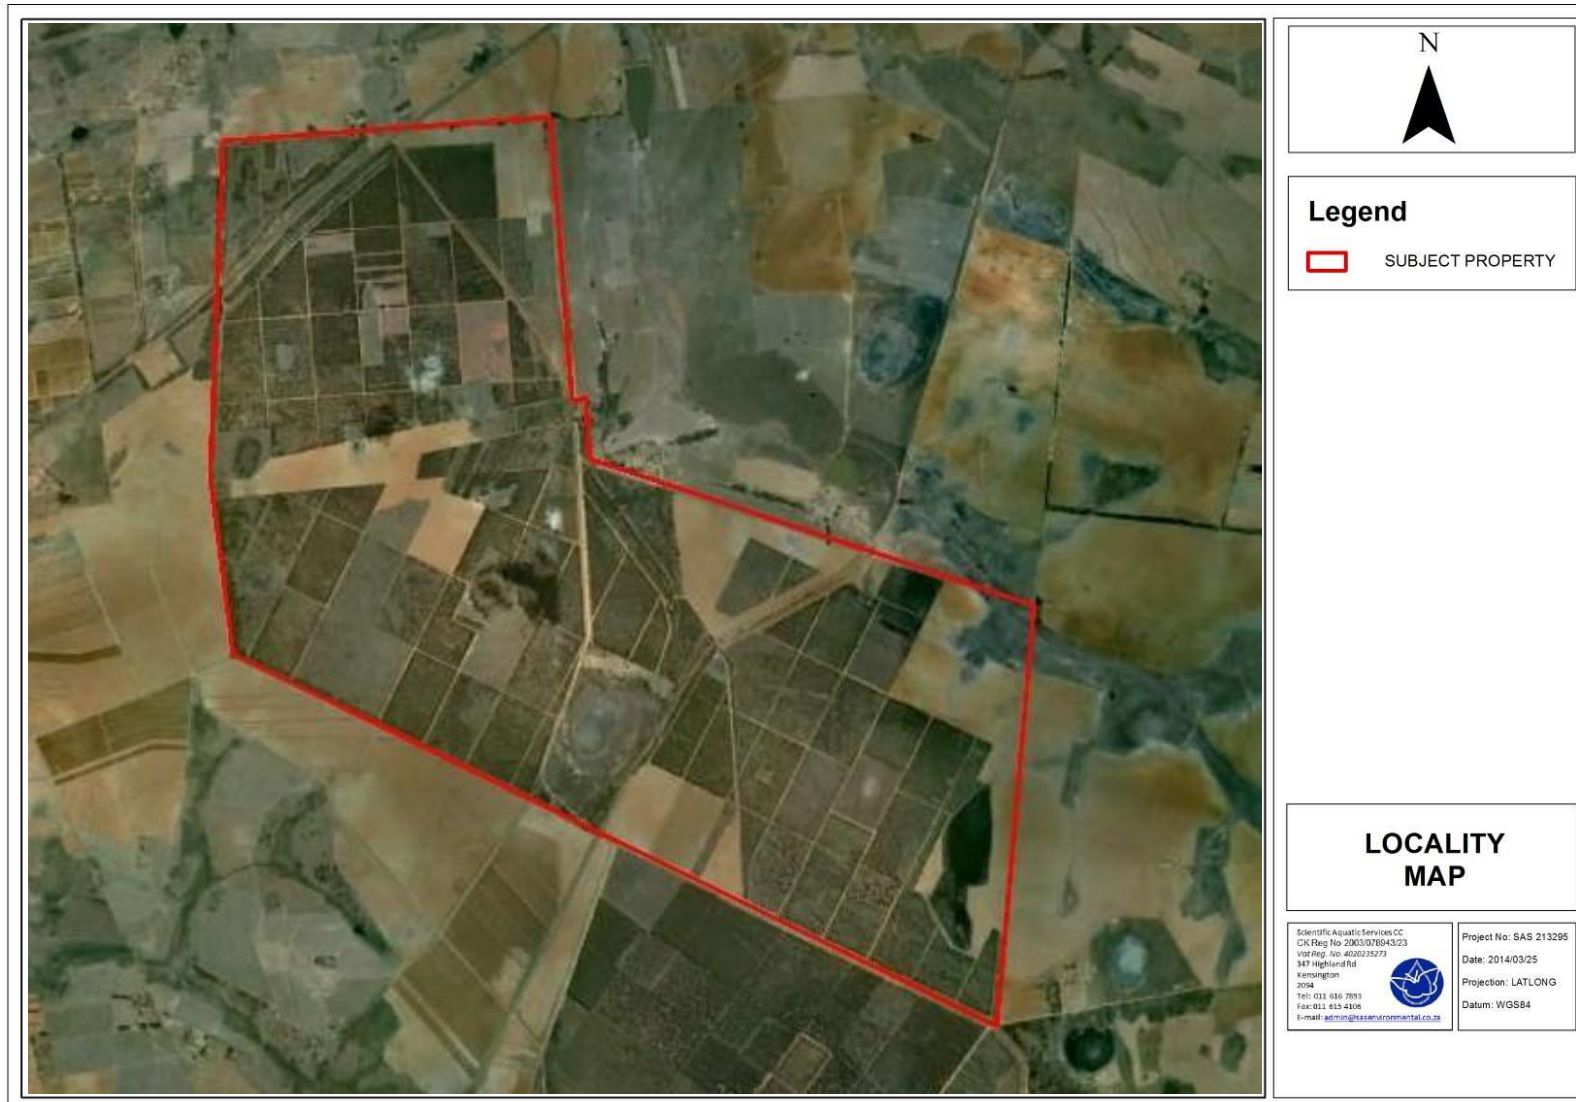 N
Legend
SUBJECT PROPERTY
LOCALITY
MAP
Scientific Aquatic Services CC
CK Reg No 2003/078943/23
Vat Reg. No. 4020235273
347 Highland Rd
Kensington
2094
Tel: 011 616 7893
Fax: 011 615 4106
E-mail: admin@sasenvironmental.co.za
Project No: SAS 213295
Date: 2014/03/25
Projection: LATLONG
Datum: WGS84